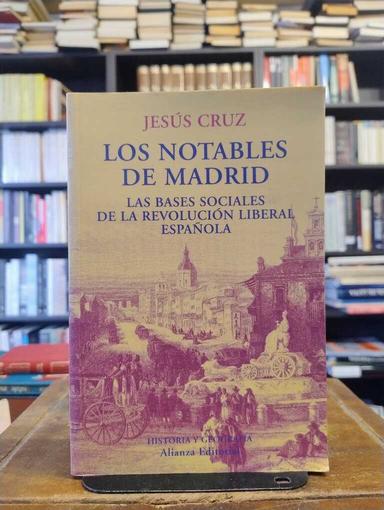 JESÚS CRUZ
LOS NOTABLES
DE MADRID
LAS BASES SOCIALES
DE LA REVOLUCIÓN LIBERAL
ESPAÑOLA
HISTORIA Y GEOGRAFÍA
Alianza Editorial